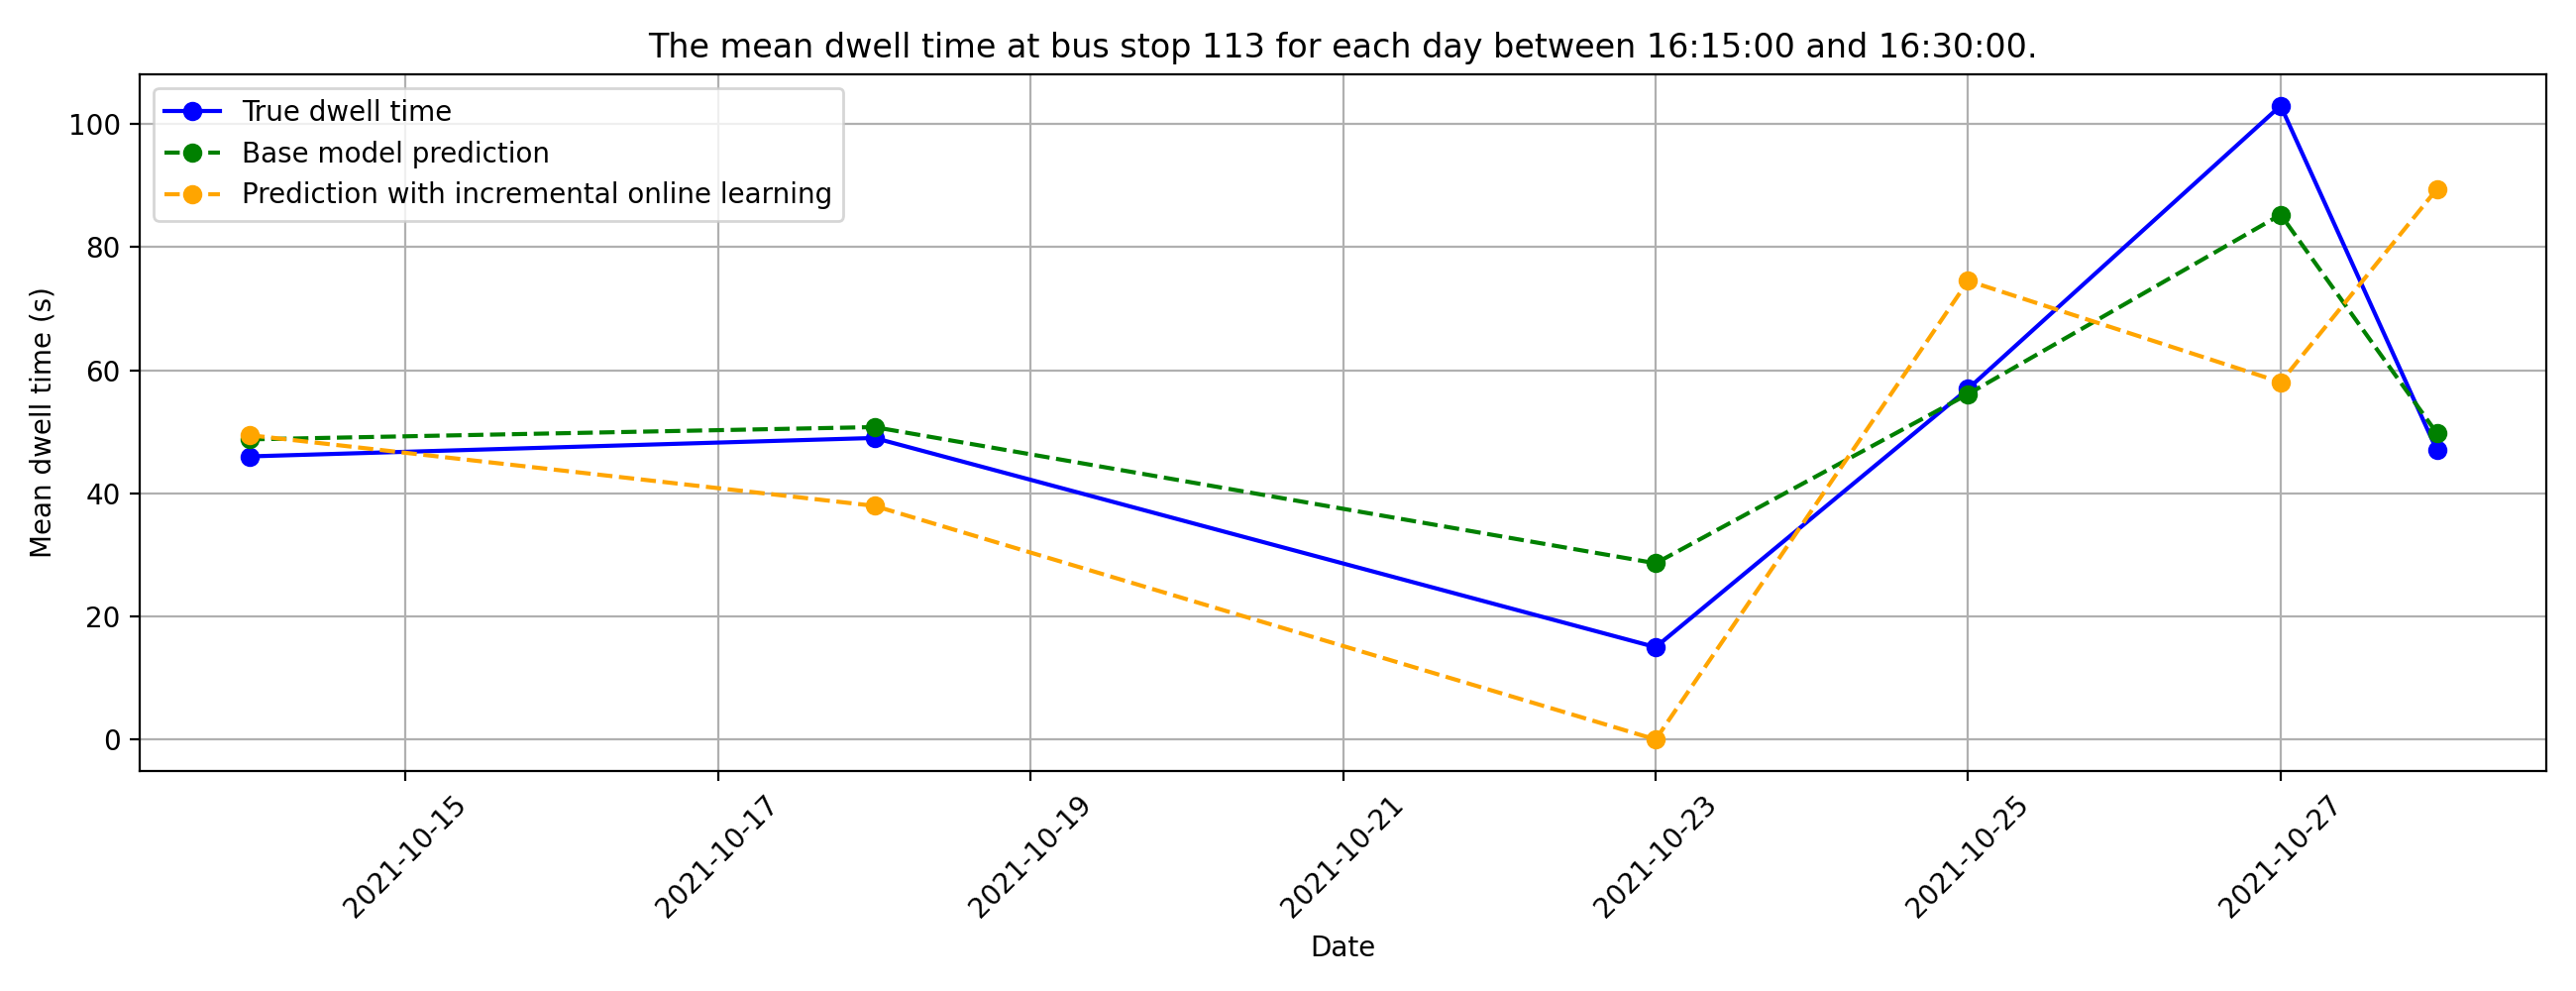 The mean dwell time at bus stop 113 for each day between 16:15:00 and 16:30:00.
True dwell time
Base model prediction
Prediction with incremental online learning
Mean dwell time (s)
100
80
60
40
20
0
2021-10-15
2021-10-17
2021-10-19
2021-10-21
2021-10-23
2021-10-25
2021-10-27
Date